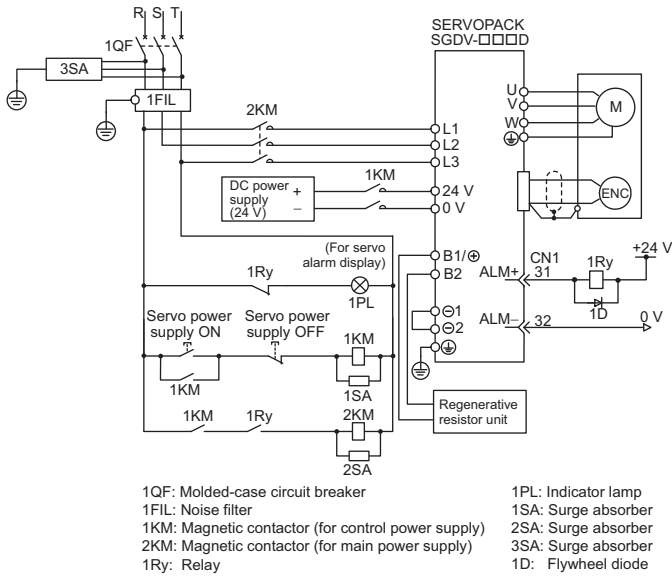 R S T
SERVOPACK
SGDV-□□□D
1QF
3SA
1FIL
2KM
U
V
W
M
L1
L2
L3
DC power
supply
(24 V)
+
−
1KM
24 V
0 V
ENC
(For servo
alarm display)
B1/⊕
B2
ALM+
CN1
31
1Ry
+24 V
1D
1Ry
1PL
⊖1
⊖2
ALM−
32
0 V
Servo power
supply ON
Servo power
supply OFF
1KM
1KM
1SA
Regenerative
resistor unit
1KM
1Ry
2KM
2SA
1QF: Molded-case circuit breaker
1FIL: Noise filter
1KM: Magnetic contactor (for control power supply)
2KM: Magnetic contactor (for main power supply)
1Ry: Relay
1PL: Indicator lamp
1SA: Surge absorber
2SA: Surge absorber
3SA: Surge absorber
1D: Flywheel diode